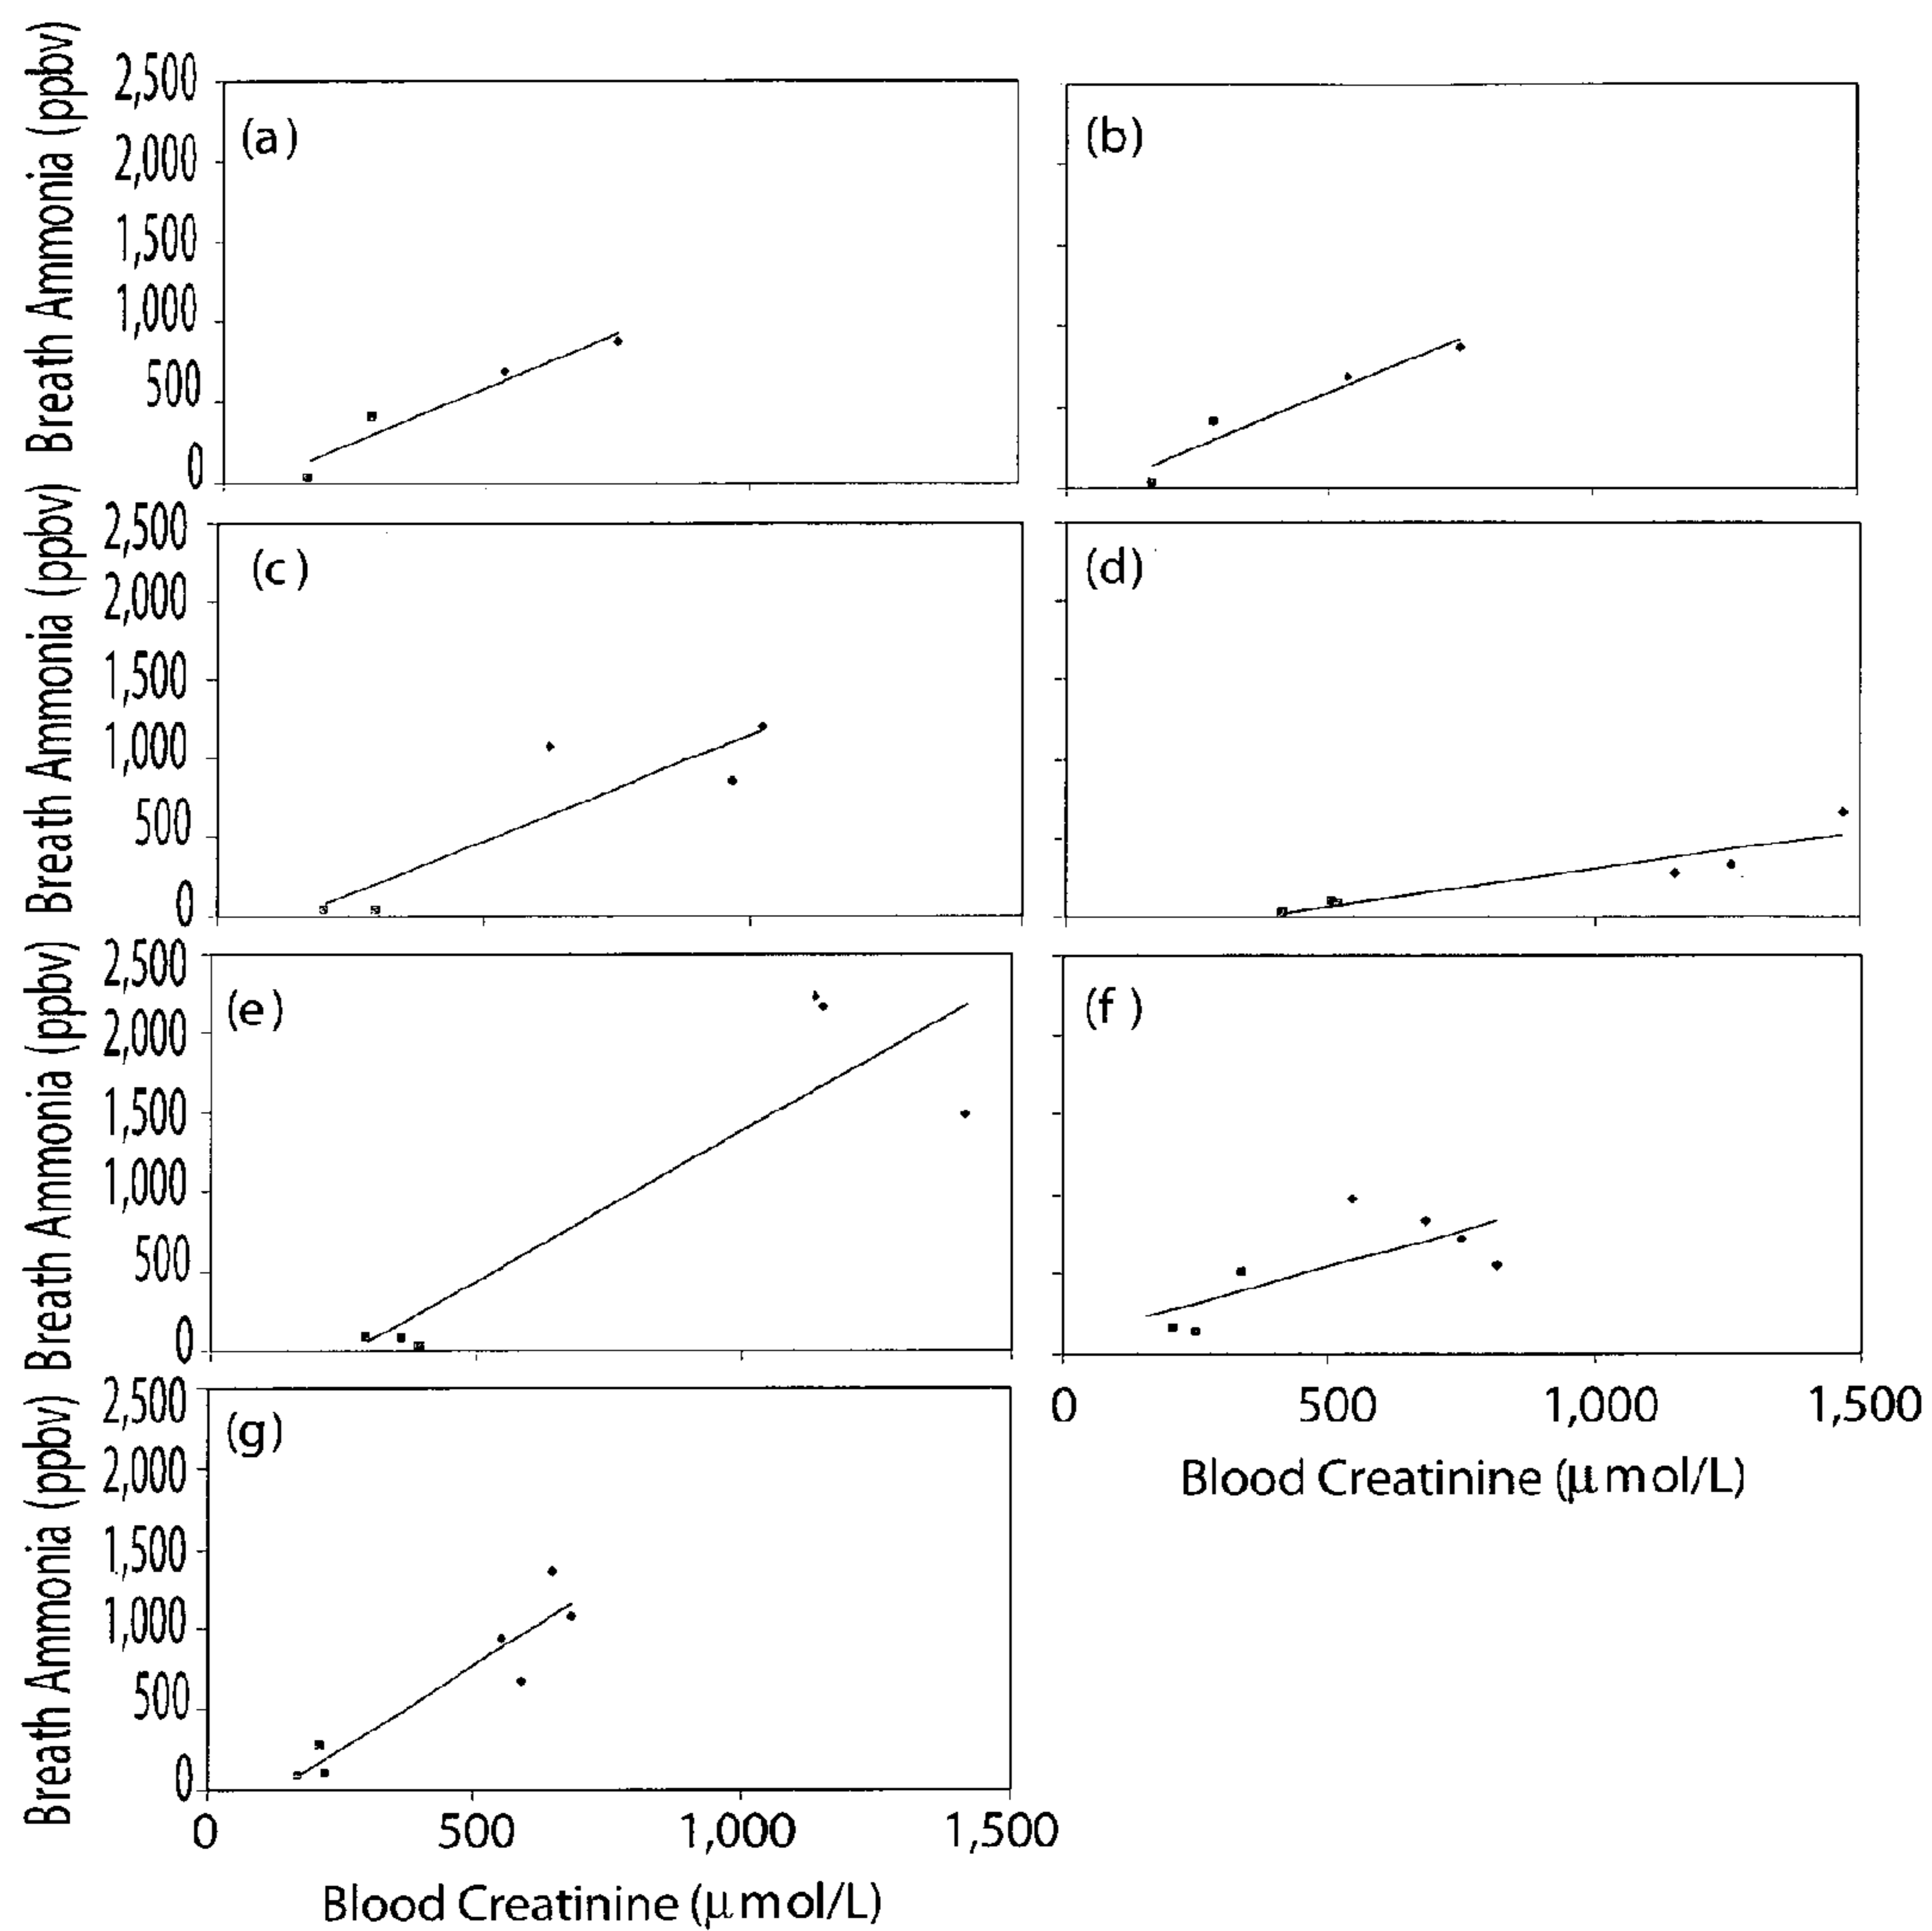 Breath Ammonia (ppbv)
2,500
2,000
1,500
1,000
500
0
(a)
(b)
Breath Ammonia (ppbv)
2,500
2,000
1,500
1,000
500
0
(c)
(d)
Breath Ammonia (ppbv)
2,500
2,000
1,500
1,000
500
0
(e)
(f)
0 500 1,000 1,500
Blood Creatinine (μmol/L)
Breath Ammonia (ppbv)
2,500
2,000
1,500
1,000
500
0
(g)
0 500 1,000 1,500
Blood Creatinine (μmol/L)